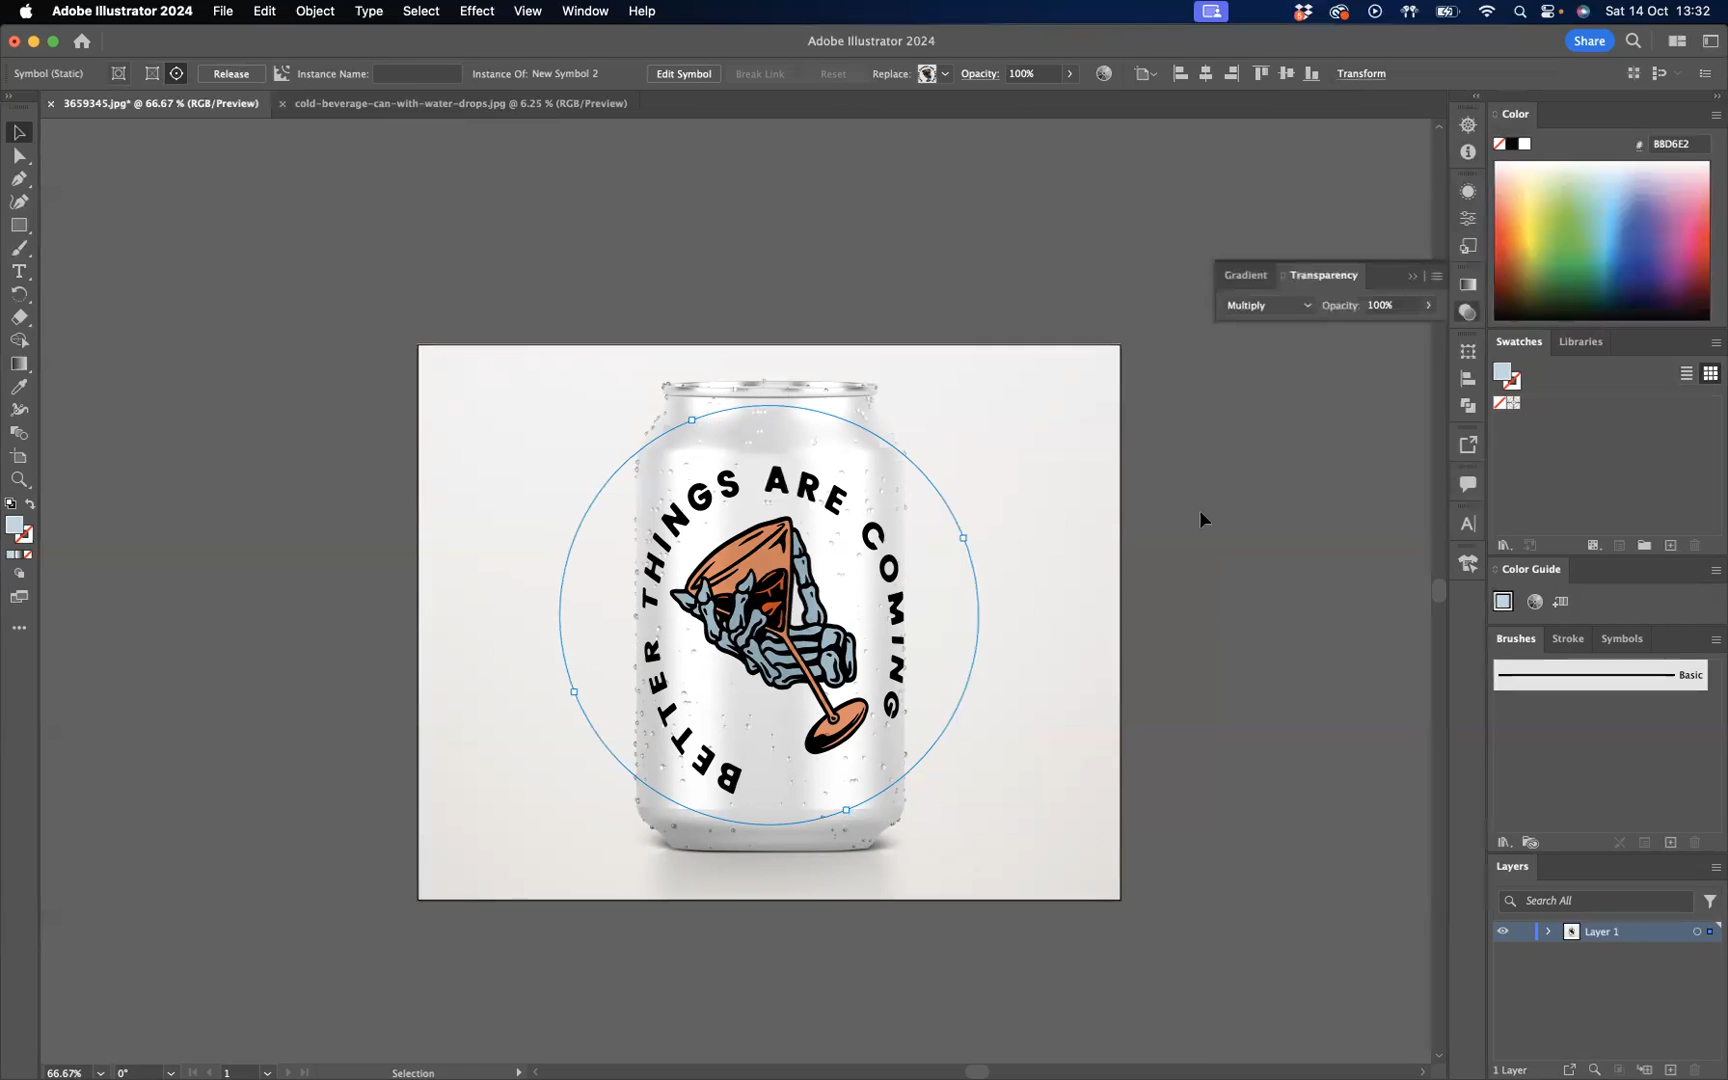 Adobe Illustrator 2024 File Edit Object Type Select Effect View Window Help Sat 14 Oct 13:32
Adobe Illustrator 2024 Share
Symbol (Static) Release Instance Name: Instance Of: New Symbol 2 Edit Symbol Break Link Reset Replace: Opacity: 100% Transform
3659345.jpg* @ 66.67 % (RGB/Preview) cold-beverage-can-with-water-drops.jpg @ 6.25 % (RGB/Preview)
Color
# BBD6E2
Gradient Transparency
Multiply Opacity: 100%
Swatches Libraries
BETTER THINGS ARE COMING
Color Guide
Brushes Stroke Symbols
Basic
Layers
Search All
Layer 1
66.67% 0° 1 Selection 1 Layer